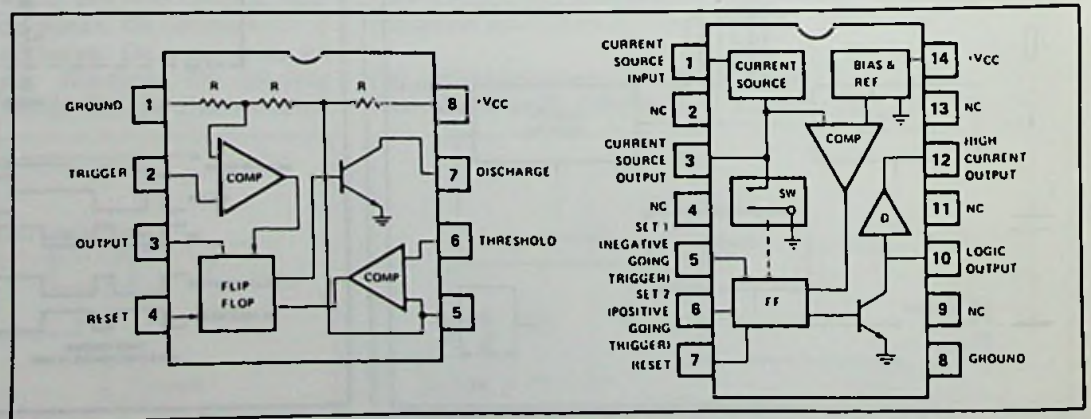 R R R
GROUND 1
8 +VCC
COMP
TRIGGER 2
7 DISCHARGE
OUTPUT 3
6 THRESHOLD
COMP
FLIP
FLOP
RESET 4
5
CURRENT
SOURCE
INPUT
1
CURRENT
SOURCE
BIAS &
REF
14 +VCC
NC 2
13 NC
CURRENT
SOURCE
OUTPUT
3
COMP
12
HIGH
CURRENT
OUTPUT
SW
NC 4
11 NC
D
SET 1
(NEGATIVE
GOING
TRIGGER)
5
10
LOGIC
OUTPUT
FF
SET 2
(POSITIVE
GOING
TRIGGER)
6
9 NC
RESET 7
8 GROUND